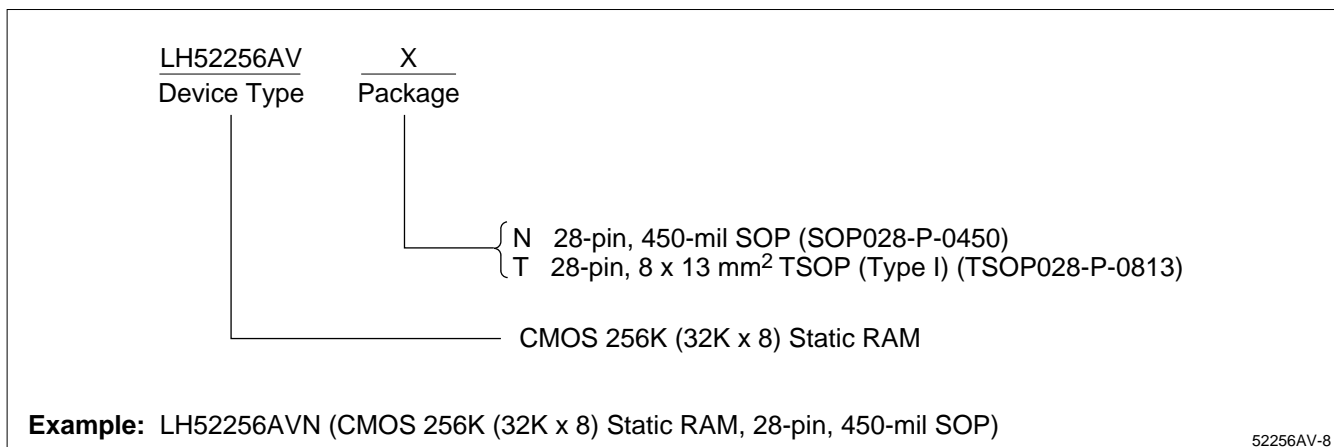 LH52256AV X
Device Type Package
N 28-pin, 450-mil SOP (SOP028-P-0450)
T 28-pin, 8 x 13 mm2 TSOP (Type I) (TSOP028-P-0813)
CMOS 256K (32K x 8) Static RAM
Example: LH52256AVN (CMOS 256K (32K x 8) Static RAM, 28-pin, 450-mil SOP)
52256AV-8